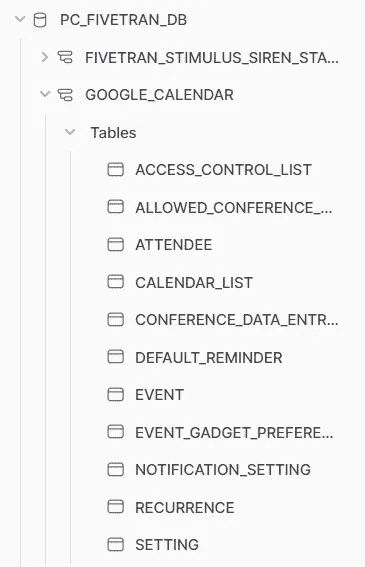 PC_FIVETRAN_DB
FIVETRAN_STIMULUS_SIREN_STA...
GOOGLE_CALENDAR
Tables
ACCESS_CONTROL_LIST
ALLOWED_CONFERENCE_...
ATTENDEE
CALENDAR_LIST
CONFERENCE_DATA_ENTR...
DEFAULT_REMINDER
EVENT
EVENT_GADGET_PREFERE...
NOTIFICATION_SETTING
RECURRENCE
SETTING